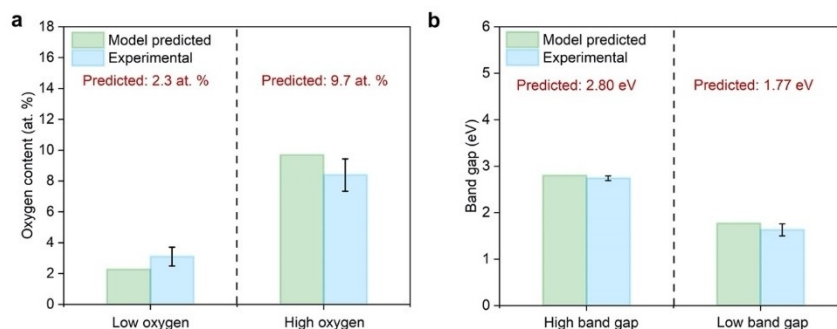 a
18
16
14
12
10
8
6
4
2
0
Oxygen content (at. %)
Model predicted
Experimental
Predicted: 2.3 at. %
Predicted: 9.7 at. %
Low oxygen
High oxygen
b
6
5
4
3
2
1
0
Band gap (eV)
Model predicted
Experimental
Predicted: 2.80 eV
Predicted: 1.77 eV
High band gap
Low band gap